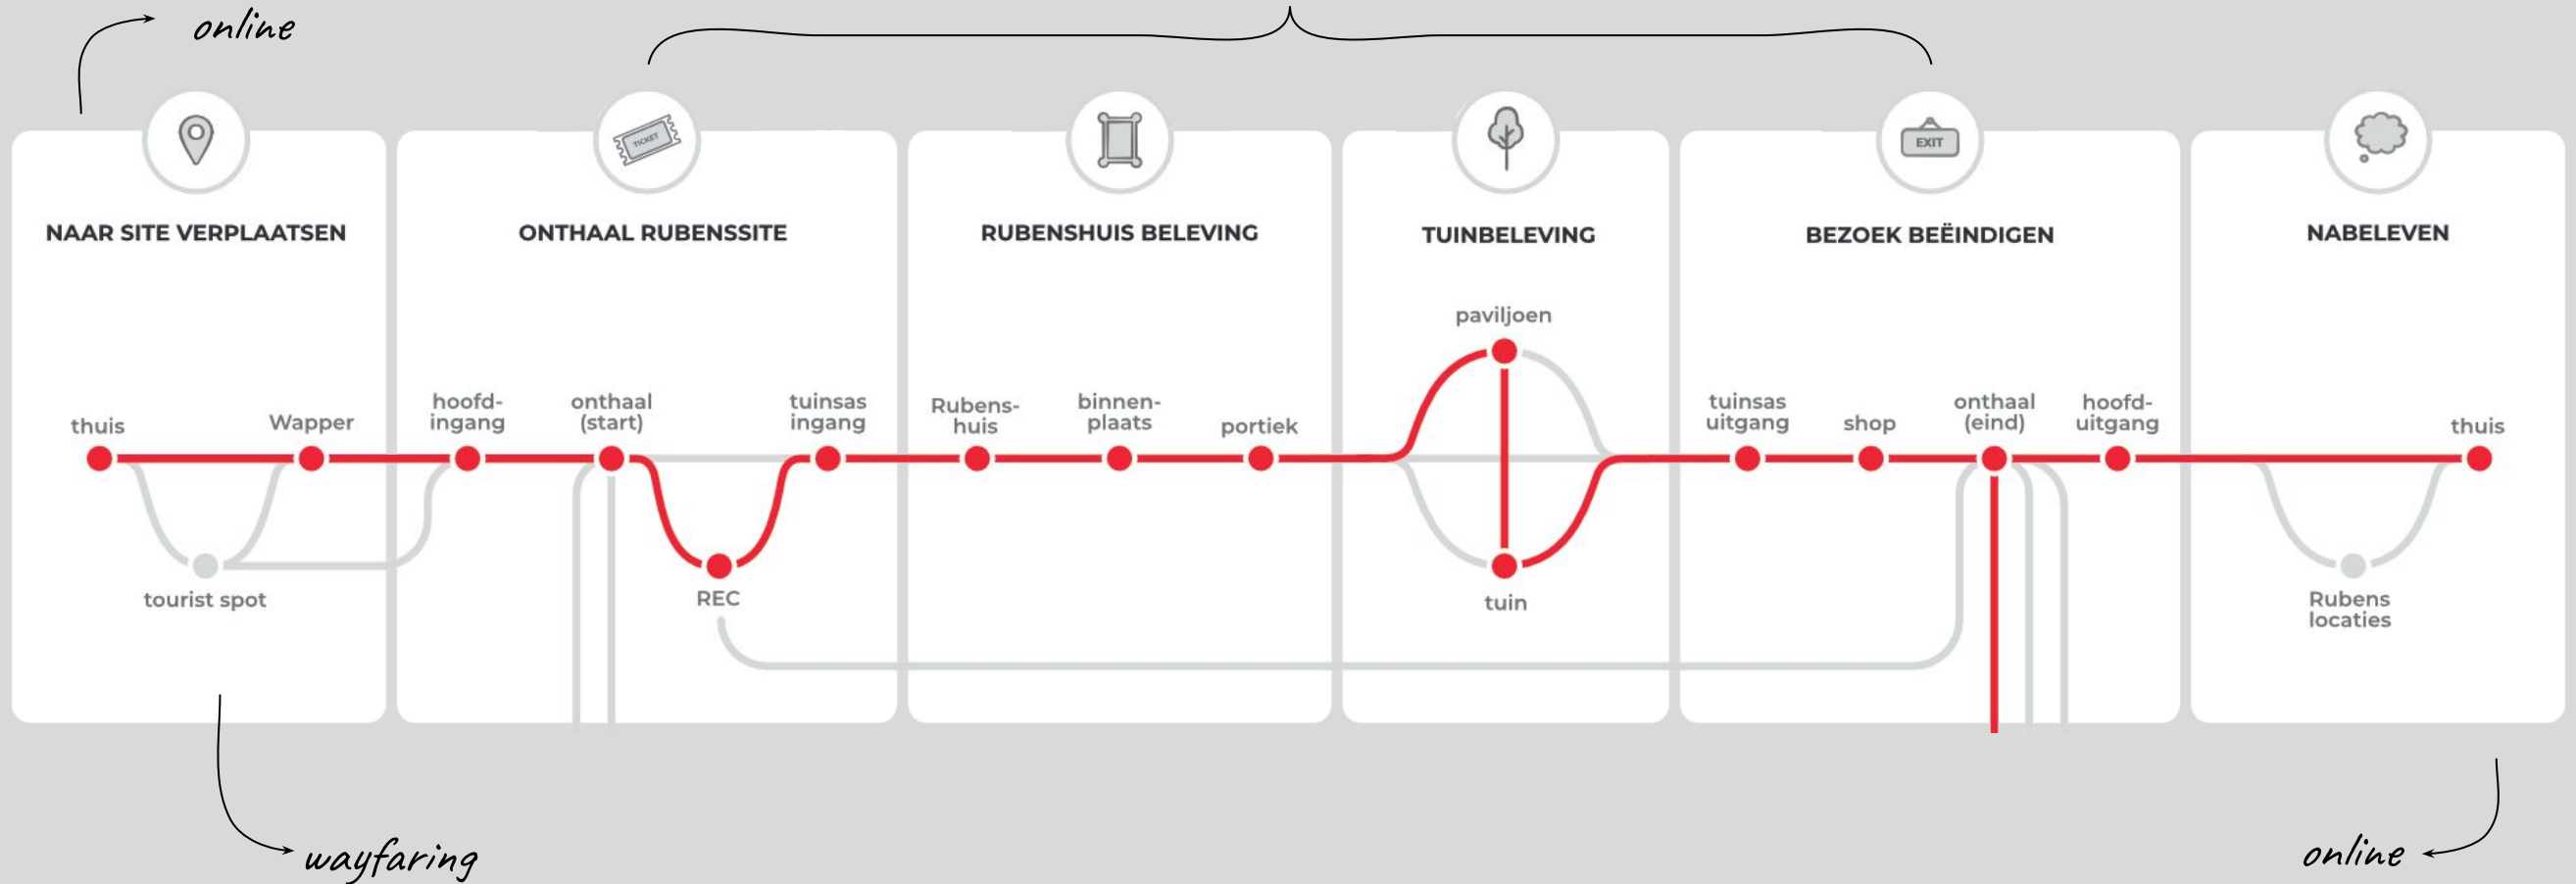 online
TICKET
EXIT
NAAR SITE VERPLAATSEN
ONTHAAL RUBENSSITE
RUBENSHUIS BELEVING
TUINBELEVING
BEZOEK BEËINDIGEN
NABELEVEN
thuis
Wapper
tourist spot
hoofd-
ingang
onthaal
(start)
tuinsas
ingang
REC
Rubens-
huis
binnen-
plaats
portiek
paviljoen
tuin
tuinsas
uitgang
shop
onthaal
(eind)
hoofd-
uitgang
thuis
Rubens
locaties
wayfaring
online